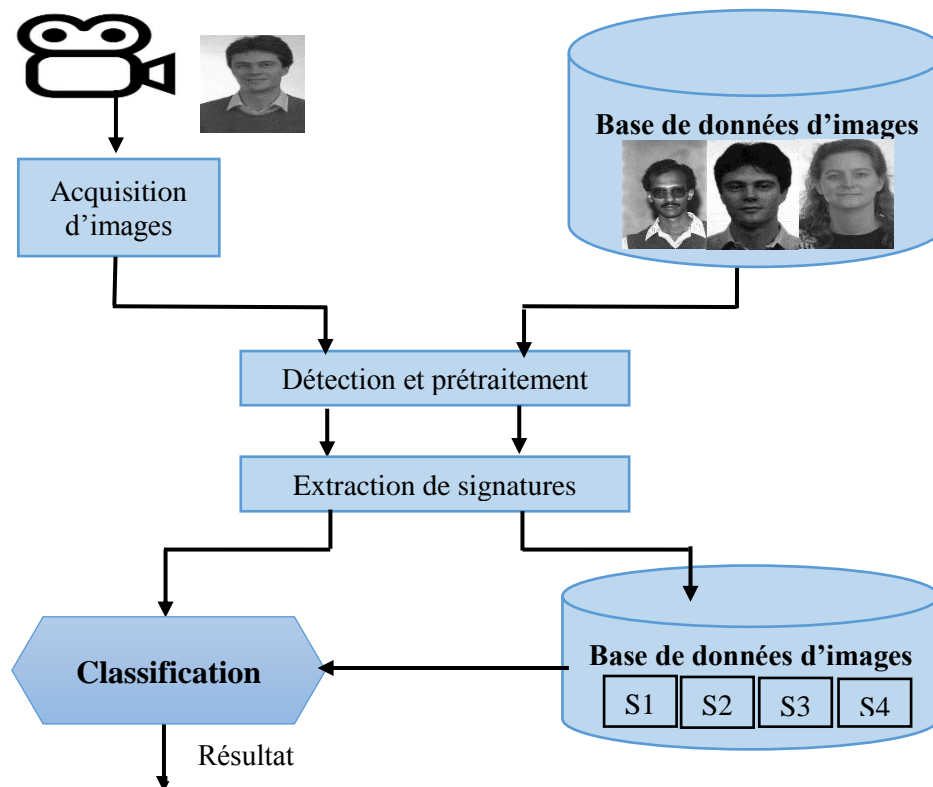 Base de données d’images
Acquisition
d’images
Détection et prétraitement
Extraction de signatures
Classification
Base de données d’images
S1 S2 S3 S4
Résultat